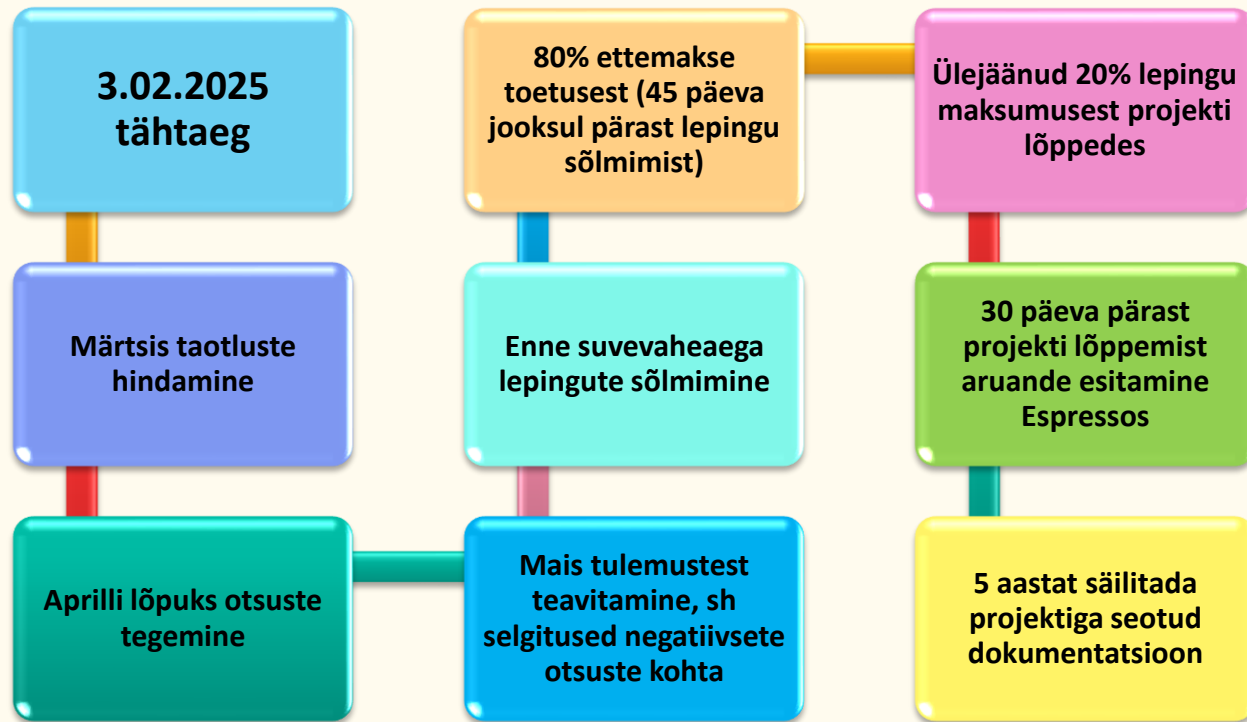 3.02.2025
tähtaeg
Märtsis taotluste
hindamine
Aprilli lõpuks otsuste
tegemine
Mais tulemustest
teavitamine, sh
selgitused negatiivsete
otsuste kohta
Enne suvevaheaega
lepingute sõlmimine
80% ettemakse
toetusest (45 päeva
jooksul pärast lepingu
sõlmimist)
Ülejäänud 20% lepingu
maksumusest projekti
lõppedes
30 päeva pärast
projekti lõppemist
aruande esitamine
Espressos
5 aastat säilitada
projektiga seotud
dokumentatsioon